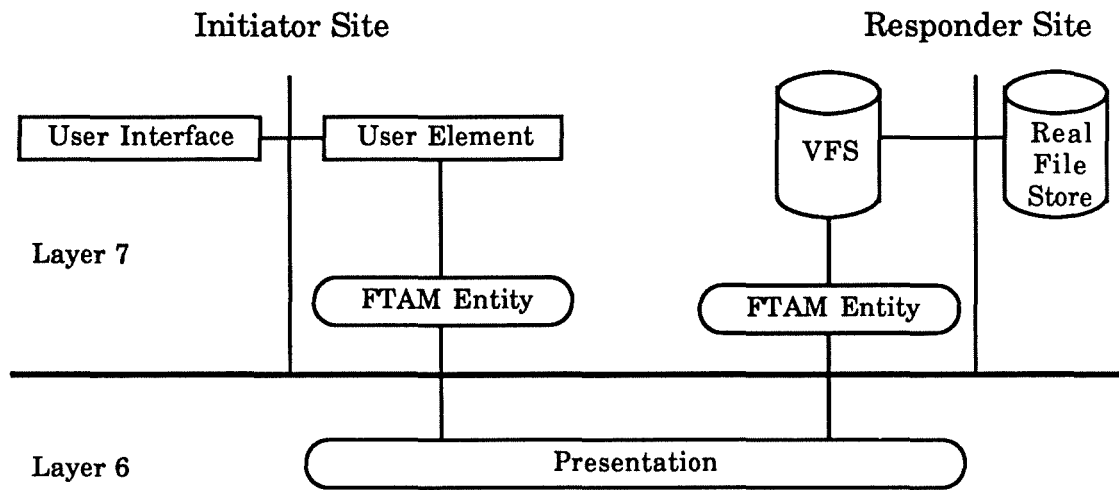 Initiator Site
Responder Site
User Interface
User Element
VFS
Real
File
Store
Layer 7
FTAM Entity
FTAM Entity
Presentation
Layer 6